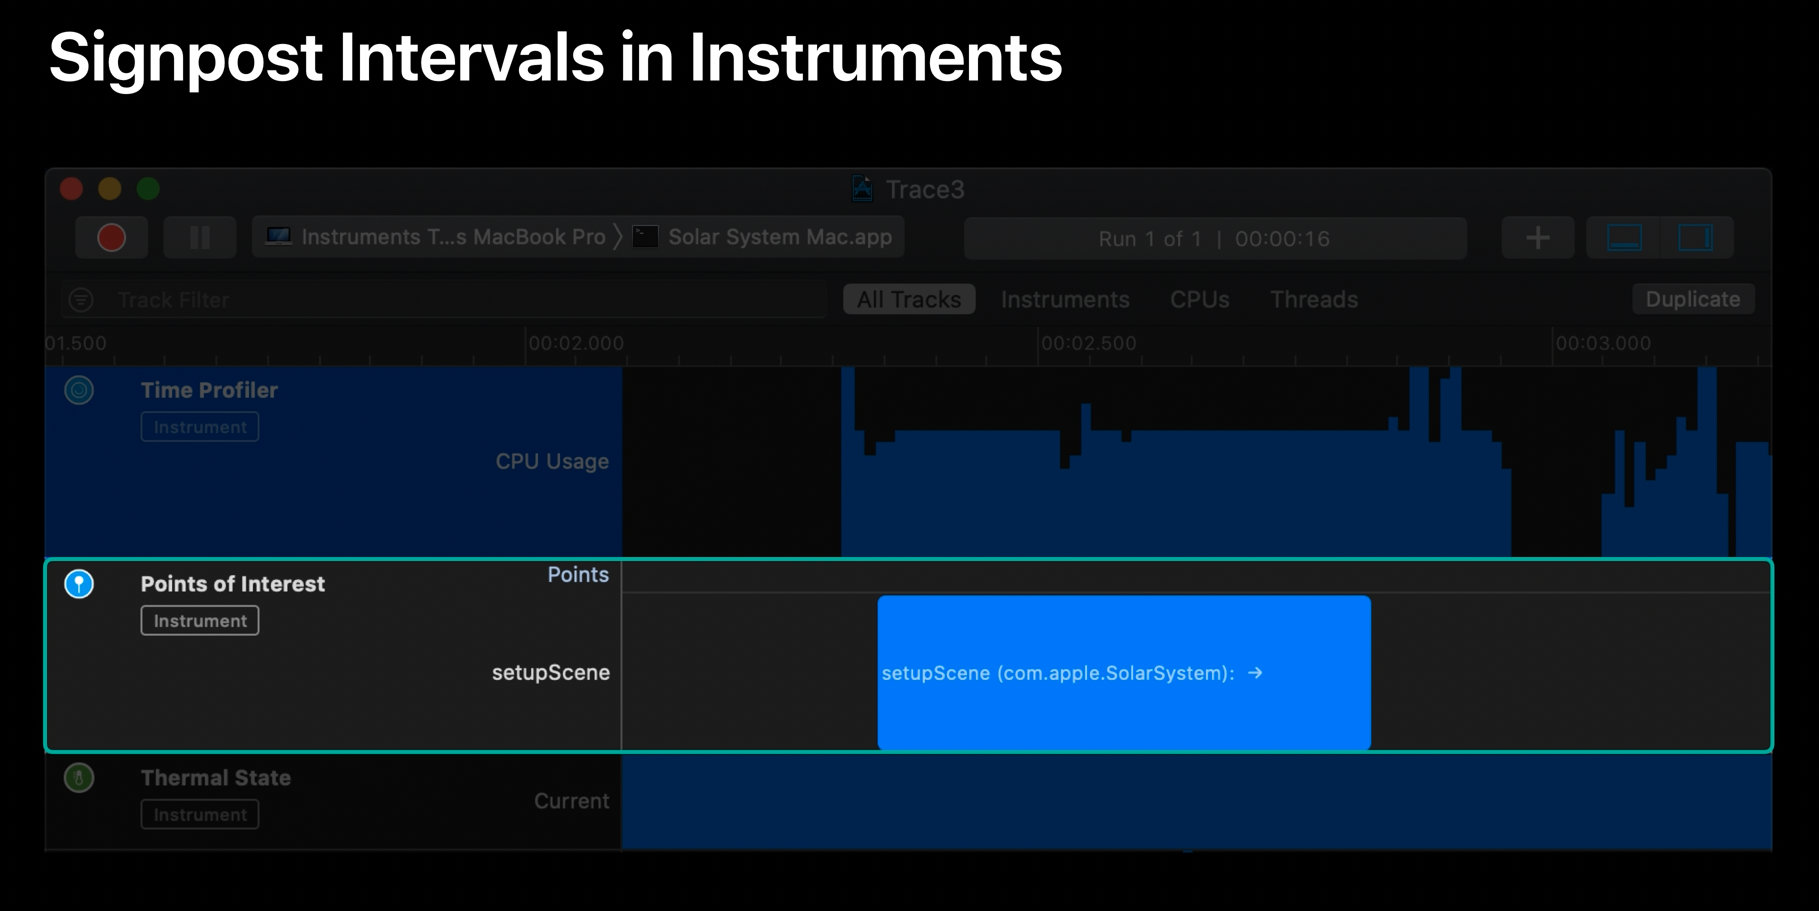 Signpost Intervals in Instruments
Trace3
Instruments T...s MacBook Pro 〉 Solar System Mac.app
Run 1 of 1 | 00:00:16
Track Filter
All Tracks Instruments CPUs Threads Duplicate
01.500 00:02.000 00:02.500 00:03.000
Time Profiler
Instrument
CPU Usage
Points of Interest
Points
Instrument
setupScene
setupScene (com.apple.SolarSystem): →
Thermal State
Instrument
Current